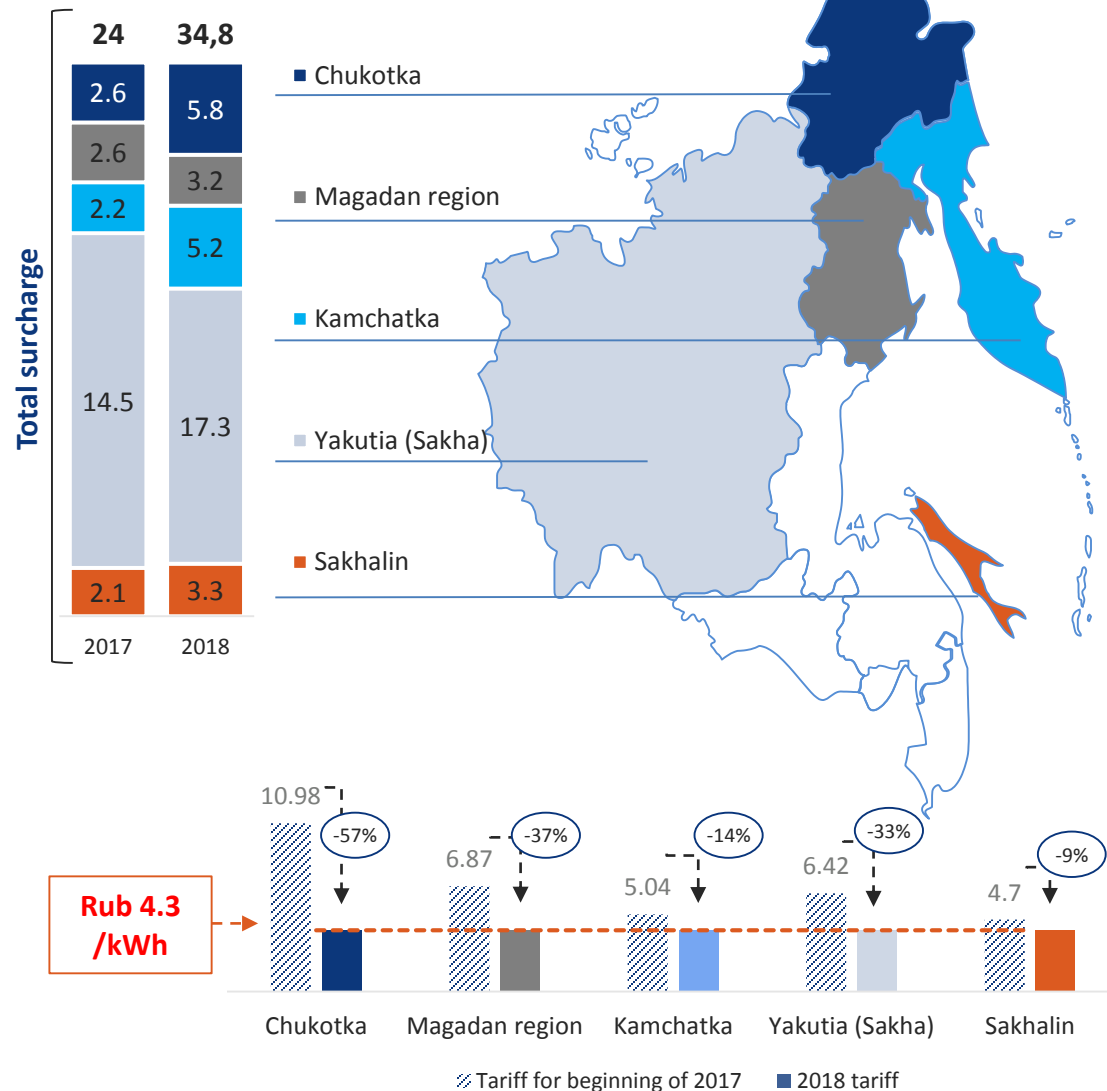 Total surcharge
24 34,8
2.6 5.8
2.6 3.2
2.2 5.2
14.5 17.3
2.1 3.3
2017 2018
Chukotka
Magadan region
Kamchatka
Yakutia (Sakha)
Sakhalin
Rub 4.3
/kWh
10.98 -57%
6.87 -37%
5.04 -14%
6.42 -33%
4.7 -9%
Chukotka Magadan region Kamchatka Yakutia (Sakha) Sakhalin
Tariff for beginning of 2017 2018 tariff